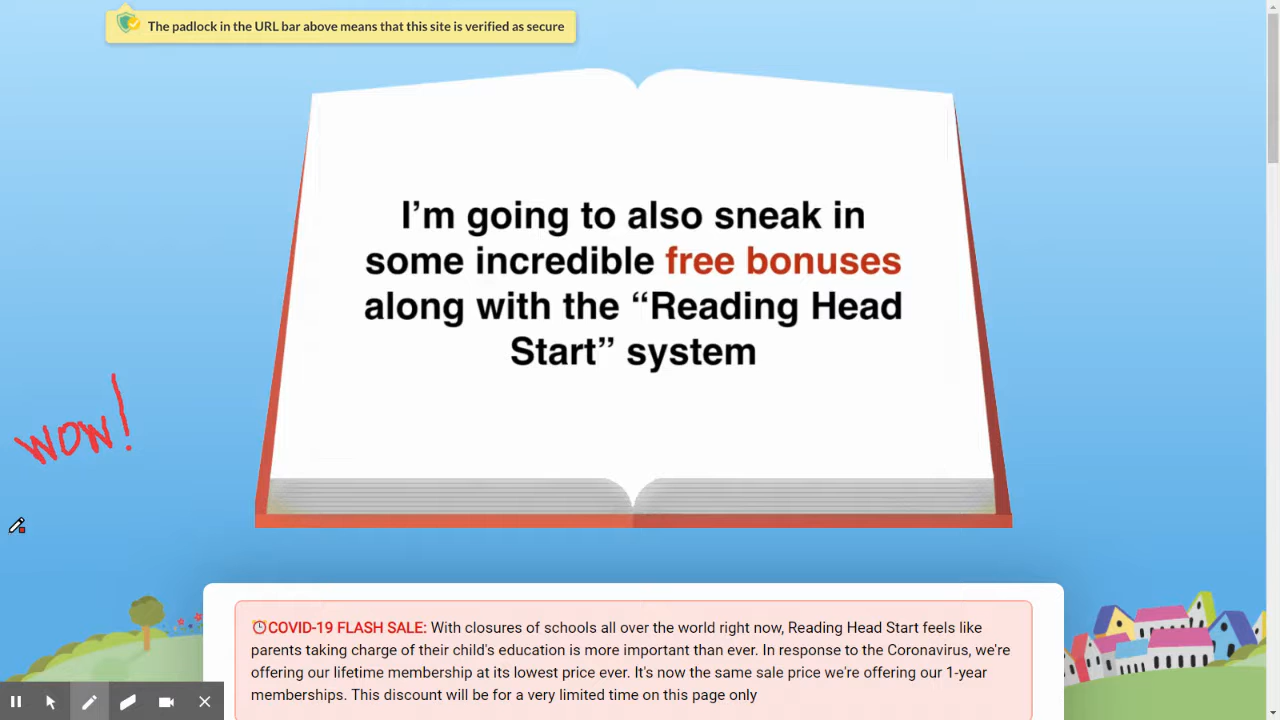 The padlock in the URL bar above means that this site is verified as secure
I'm going to also sneak in
some incredible free bonuses
along with the “Reading Head
Start” system
WOW!
COVID-19 FLASH SALE: With closures of schools all over the world right now, Reading Head Start feels like
parents taking charge of their child's education is more important than ever. In response to the Coronavirus, we're
offering our lifetime membership at its lowest price ever. It's now the same sale price we're offering our 1-year
memberships. This discount will be for a very limited time on this page only